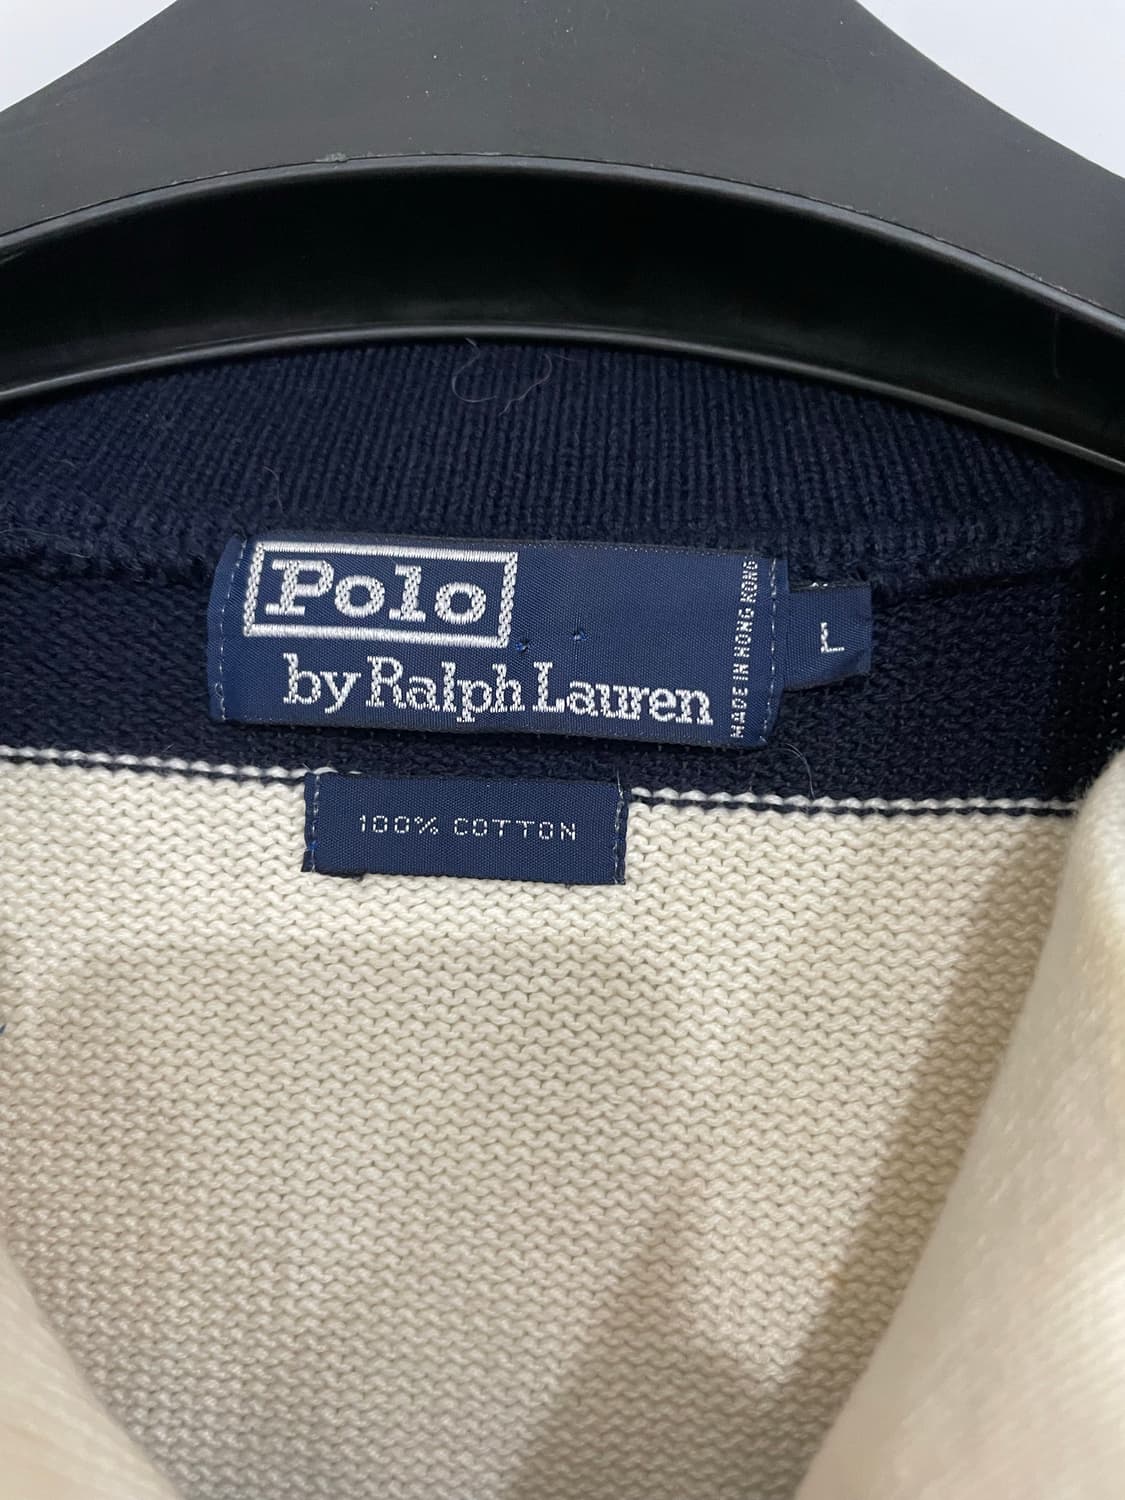 Polo
by Ralph Lauren
MADE IN HONG KONG
L
100% COTTON